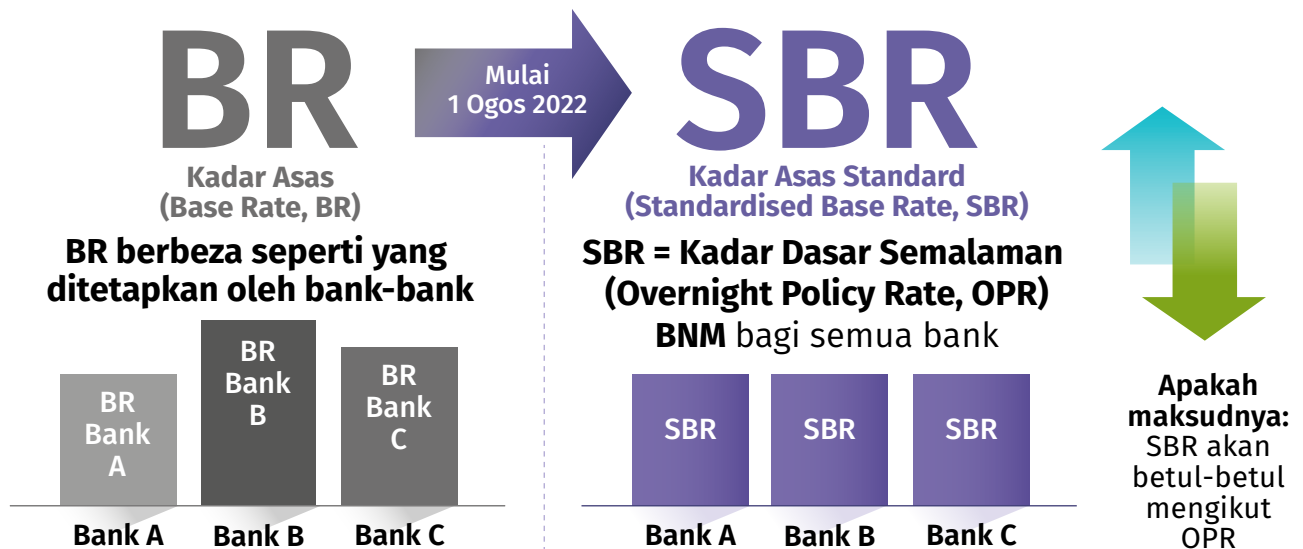 BR
Kadar Asas
(Base Rate, BR)
BR berbeza seperti yang
ditetapkan oleh bank-bank
BR
Bank
A
BR
Bank
B
BR
Bank
C
Bank A
Bank B
Bank C
Mulai
1 Ogos 2022
SBR
Kadar Asas Standard
(Standardised Base Rate, SBR)
SBR = Kadar Dasar Semalaman
(Overnight Policy Rate, OPR)
BNM bagi semua bank
SBR
SBR
SBR
Bank A
Bank B
Bank C
Apakah
maksudnya:
SBR akan
betul-betul
mengikut
OPR